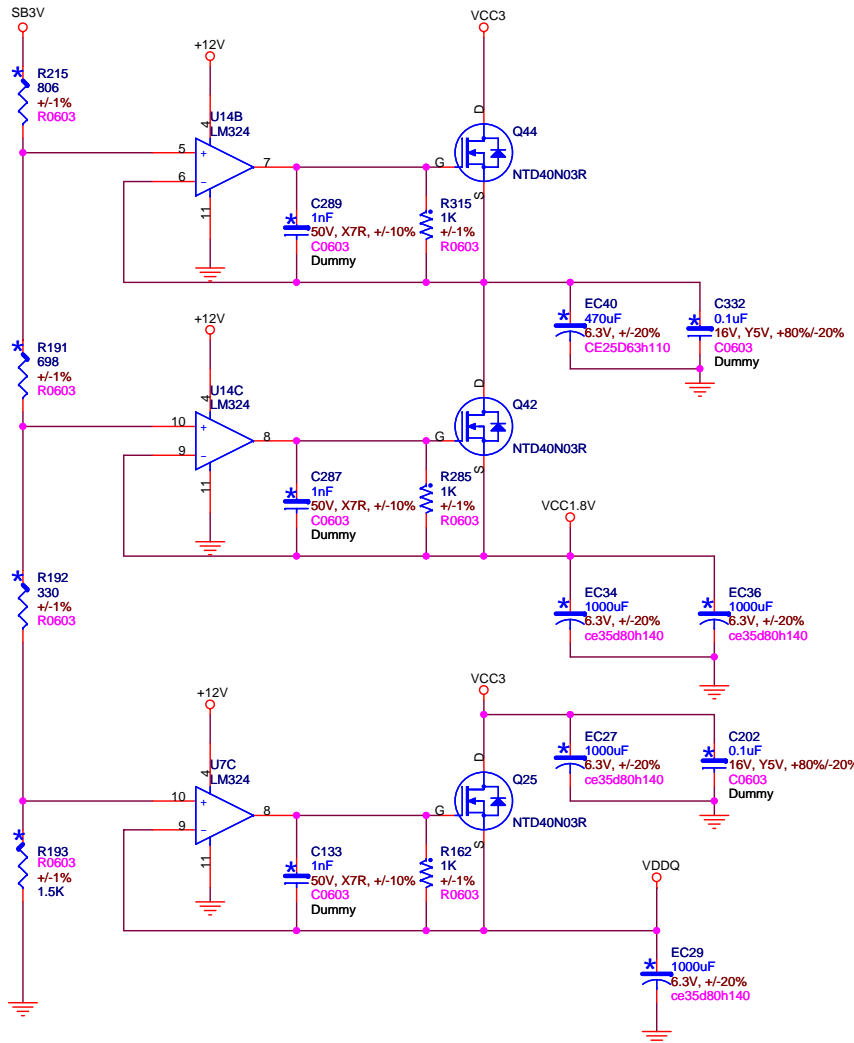 SB3V
R215
806
+/-1%
R0603
+12V
4
U14B
LM324
5
+
6
-
7
11
C289
1nF
50V, X7R, +/-10%
C0603
Dummy
R315
1K
+/-1%
R0603
VCC3
D
G
S
Q44
NTD40N03R
EC40
470uF
6.3V, +/-20%
CE25D63h110
C332
0.1uF
16V, Y5V, +80%/-20%
C0603
Dummy
R191
698
+/-1%
R0603
+12V
4
U14C
LM324
10
+
9
-
8
11
C287
1nF
50V, X7R, +/-10%
C0603
Dummy
R285
1K
+/-1%
R0603
D
G
S
Q42
NTD40N03R
VCC1.8V
EC34
1000uF
6.3V, +/-20%
ce35d80h140
EC36
1000uF
6.3V, +/-20%
ce35d80h140
R192
330
+/-1%
R0603
+12V
4
U7C
LM324
10
+
9
-
8
11
C133
1nF
50V, X7R, +/-10%
C0603
Dummy
R162
1K
+/-1%
R0603
VCC3
D
G
S
Q25
NTD40N03R
EC27
1000uF
6.3V, +/-20%
ce35d80h140
C202
0.1uF
16V, Y5V, +80%/-20%
C0603
Dummy
R193
R0603
+/-1%
1.5K
VDDQ
EC29
1000uF
6.3V, +/-20%
ce35d80h140